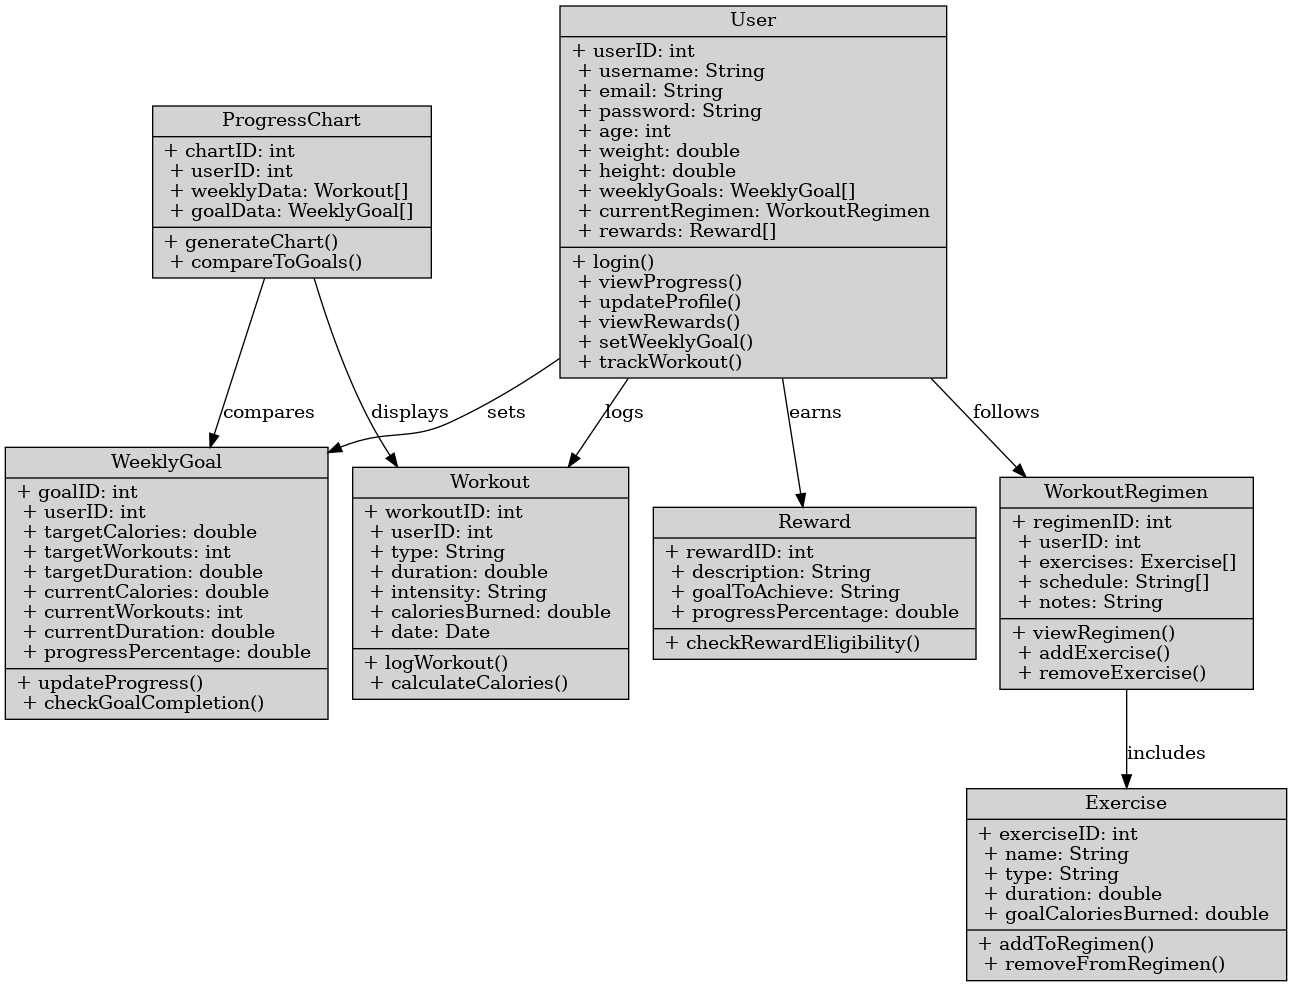 User
+ userID: int
+ username: String
+ email: String
+ password: String
+ age: int
+ weight: double
+ height: double
+ weeklyGoals: WeeklyGoal[]
+ currentRegimen: WorkoutRegimen
+ rewards: Reward[]
+ login()
+ viewProgress()
+ updateProfile()
+ viewRewards()
+ setWeeklyGoal()
+ trackWorkout()
ProgressChart
+ chartID: int
+ userID: int
+ weeklyData: Workout[]
+ goalData: WeeklyGoal[]
+ generateChart()
+ compareToGoals()
compares
displays
sets
logs
earns
follows
WeeklyGoal
+ goalID: int
+ userID: int
+ targetCalories: double
+ targetWorkouts: int
+ targetDuration: double
+ currentCalories: double
+ currentWorkouts: int
+ currentDuration: double
+ progressPercentage: double
+ updateProgress()
+ checkGoalCompletion()
Workout
+ workoutID: int
+ userID: int
+ type: String
+ duration: double
+ intensity: String
+ caloriesBurned: double
+ date: Date
+ logWorkout()
+ calculateCalories()
Reward
+ rewardID: int
+ description: String
+ goalToAchieve: String
+ progressPercentage: double
+ checkRewardEligibility()
WorkoutRegimen
+ regimenID: int
+ userID: int
+ exercises: Exercise[]
+ schedule: String[]
+ notes: String
+ viewRegimen()
+ addExercise()
+ removeExercise()
includes
Exercise
+ exerciseID: int
+ name: String
+ type: String
+ duration: double
+ goalCaloriesBurned: double
+ addToRegimen()
+ removeFromRegimen()